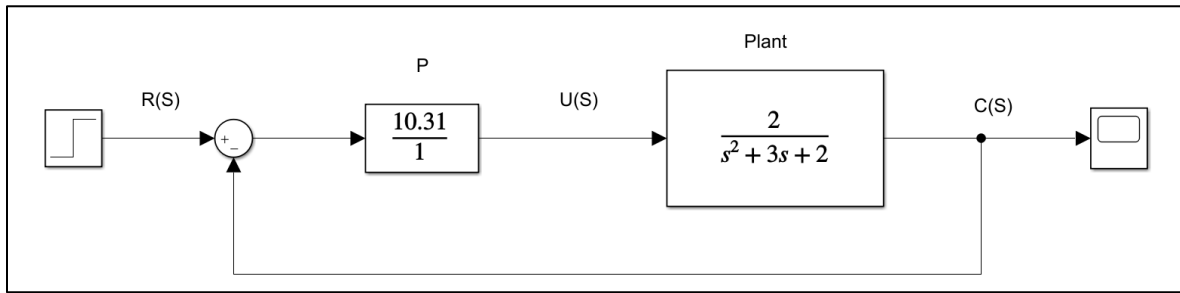 Plant
P
R(S)
U(S)
C(S)
+
−
10.31
1
2
s² + 3s + 2